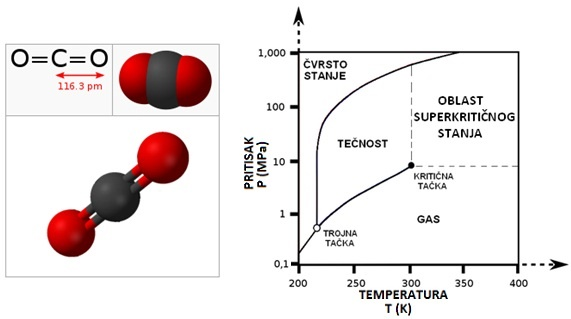 O=C=O
116.3 pm
PRITISAK
P (MPa)
1,000
100
10
1
0,1
ČVRSTO
STANJE
TEČNOST
OBLAST
SUPERKRITIČNOG
STANJA
KRITIČNA
TAČKA
GAS
TROJNA
TAČKA
200
250
300
350
400
TEMPERATURA
T (K)